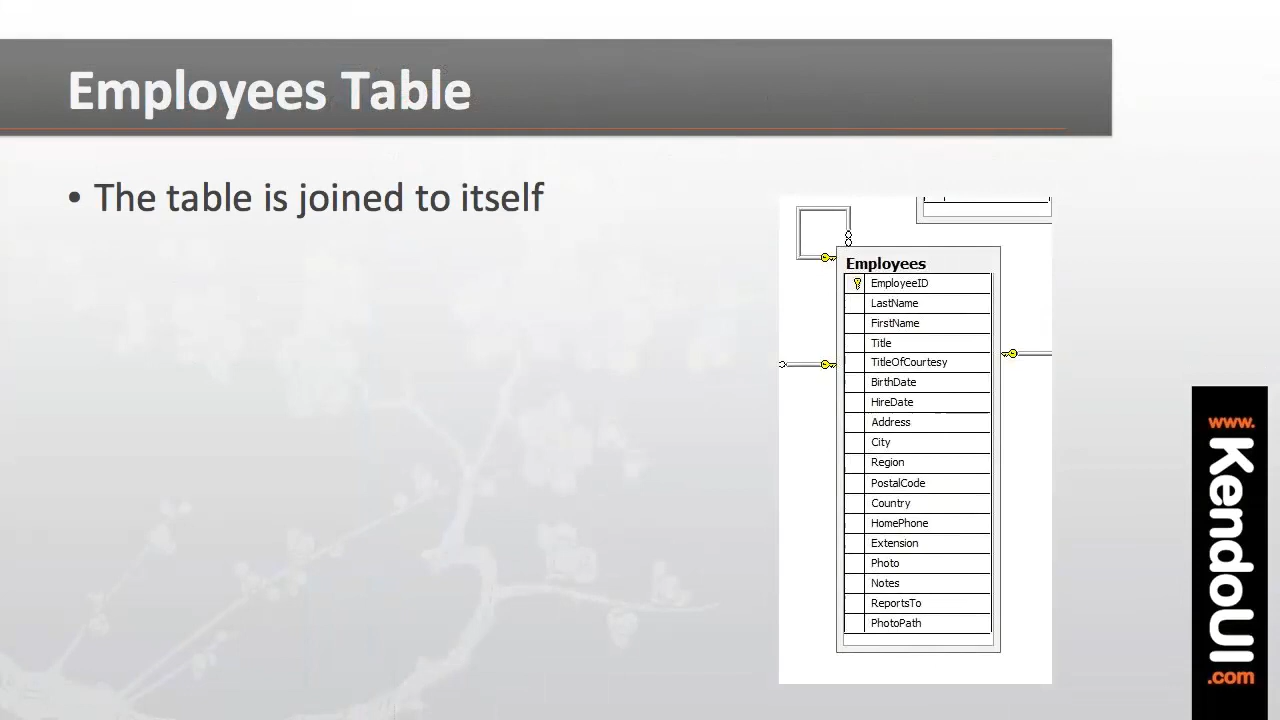 Employees Table
• The table is joined to itself
Employees
EmployeeID
LastName
FirstName
Title
TitleOfCourtesy
BirthDate
HireDate
Address
City
Region
PostalCode
Country
HomePhone
Extension
Photo
Notes
ReportsTo
PhotoPath
www.
KendoUI
.com